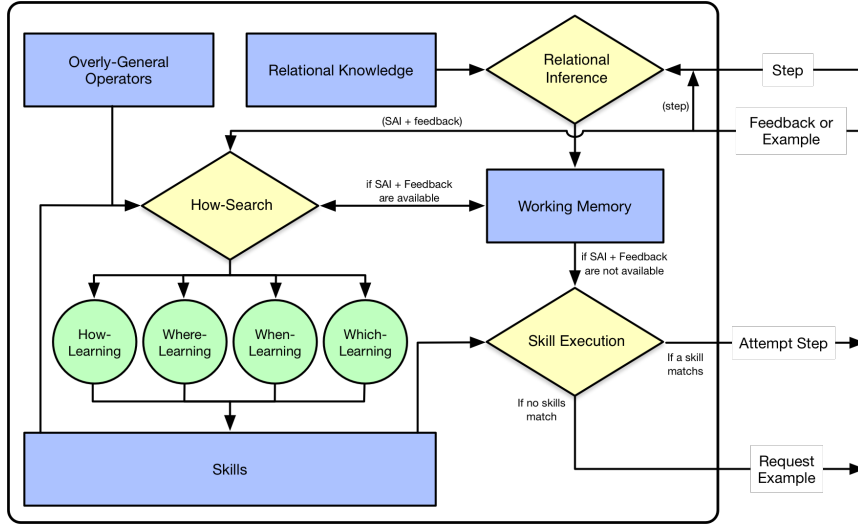 Overly-General
Operators
Relational Knowledge
Relational
Inference
Step
(step)
(SAI + feedback)
Feedback or
Example
How-Search
if SAI + Feedback
are available
Working Memory
if SAI + Feedback
are not available
How-
Learning
Where-
Learning
When-
Learning
Which-
Learning
Skill Execution
Attempt Step
If a skill
matchs
If no skills
match
Skills
Request
Example